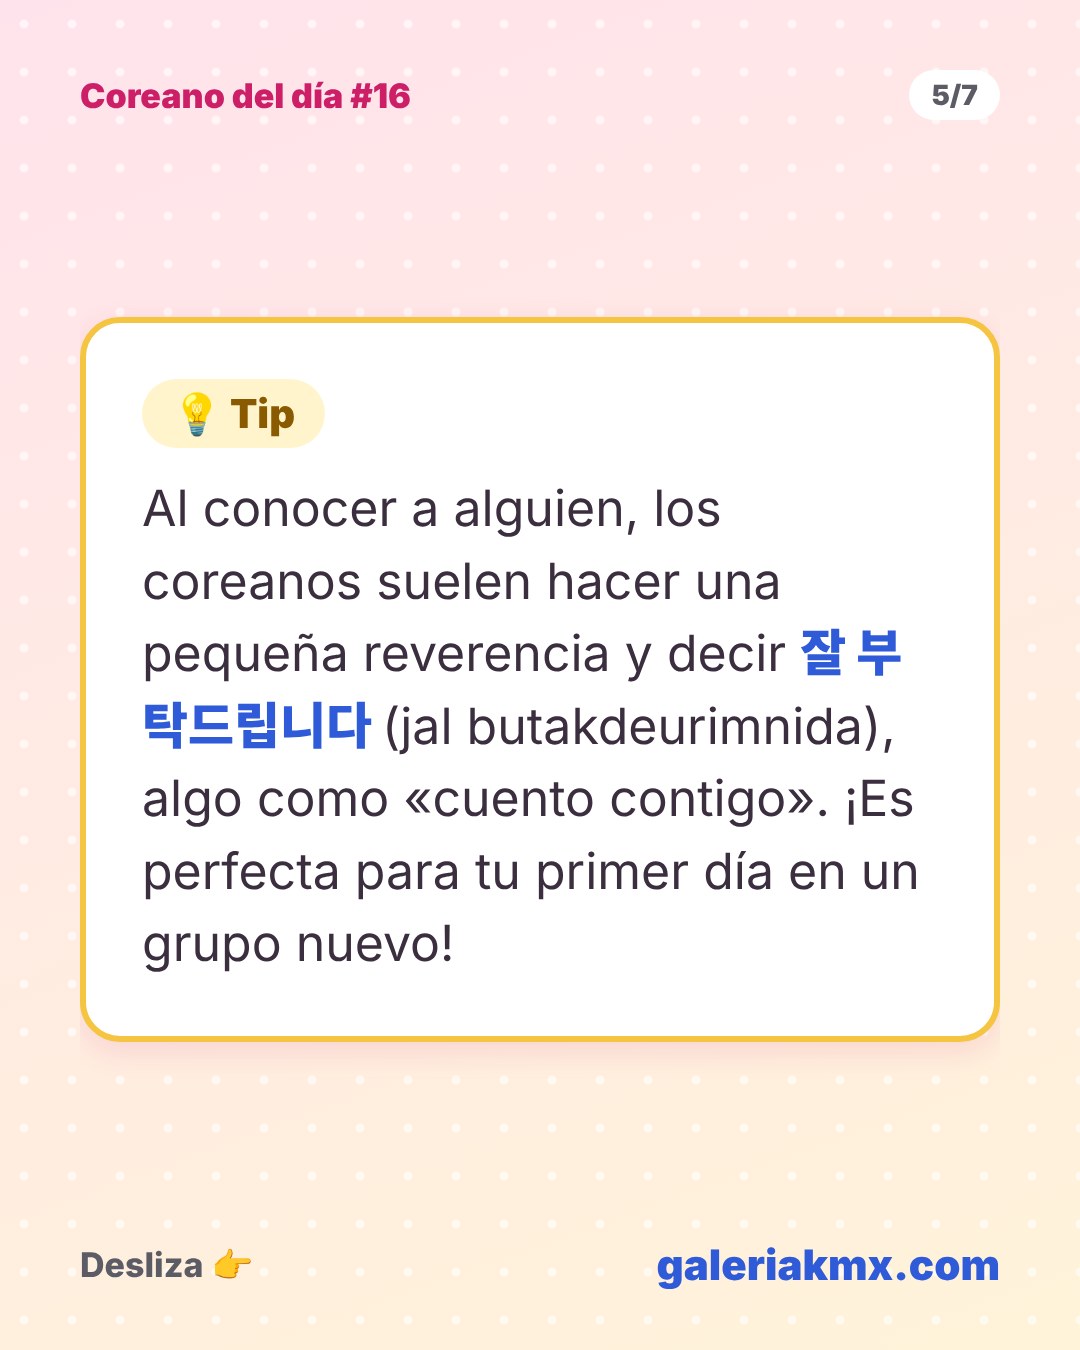 Coreano del día #16
5/7
💡 Tip
Al conocer a alguien, los
coreanos suelen hacer una
pequeña reverencia y decir 잘 부
탁드립니다 (jal butakdeurimnida),
algo como «cuento contigo». ¡Es
perfecta para tu primer día en un
grupo nuevo!
Desliza 👉
galeriakmx.com